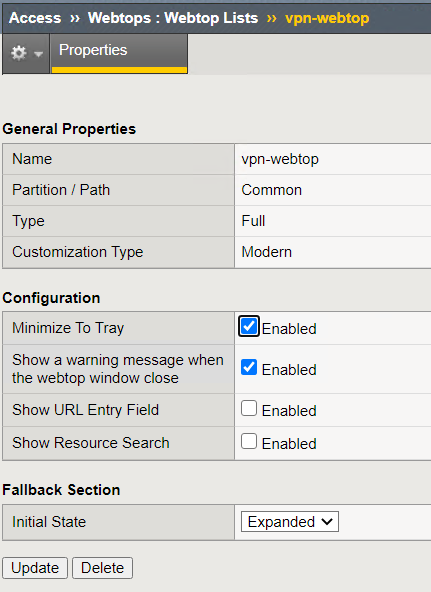 Access ›› Webtops : Webtop Lists ›› vpn-webtop
Properties
General Properties
Name vpn-webtop
Partition / Path Common
Type Full
Customization Type Modern
Configuration
Minimize To Tray Enabled
Show a warning message when
the webtop window close Enabled
Show URL Entry Field Enabled
Show Resource Search Enabled
Fallback Section
Initial State Expanded
Update Delete